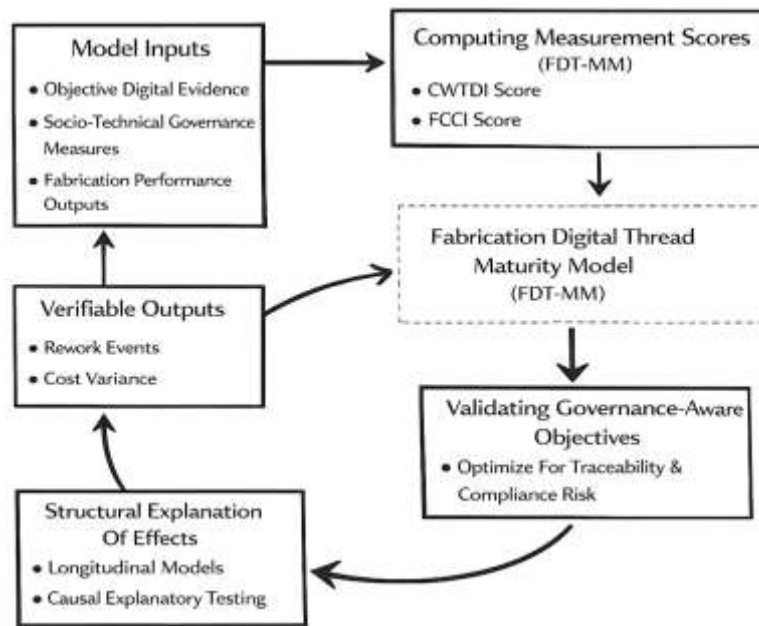 Model Inputs
• Objective Digital Evidence
• Socio-Technical Governance
Measures
• Fabrication Performance
Outputs
Computing Measurement Scores
(FDT-MM)
• CWTDI Score
• FCCI Score
Fabrication Digital Thread
Maturity Model
(FDT-MM)
Verifiable Outputs
• Rework Events
• Cost Variance
Validating Governance-Aware
Objectives
• Optimize For Traceability &
Compliance Risk
Structural Explanation
Of Effects
• Longitudinal Models
• Causal Explanatory Testing